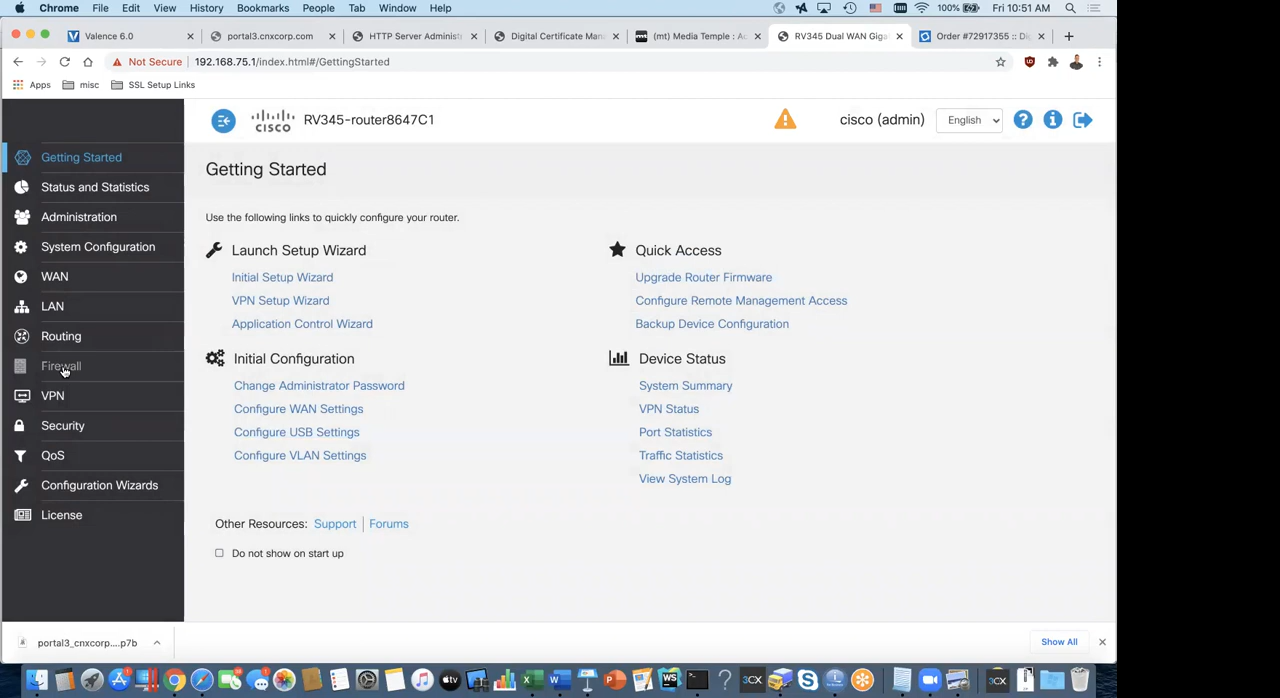 Chrome File Edit View History Bookmarks People Tab Window Help 100% Fri 10:51 AM
Valence 6.0 portal3.cnxcorp.com HTTP Server Administ Digital Certificate Man (mt) Media Temple : Ac RV345 Dual WAN Giga Order #72917355 :: Di
Not Secure 192.168.75.1/index.html#/GettingStarted
Apps misc SSL Setup Links
CISCO RV345-router8647C1 cisco (admin) English
Getting Started
Status and Statistics
Administration
System Configuration
WAN
LAN
Routing
Firewall
VPN
Security
QoS
Configuration Wizards
License
Getting Started
Use the following links to quickly configure your router.
Launch Setup Wizard
Initial Setup Wizard
VPN Setup Wizard
Application Control Wizard
Initial Configuration
Change Administrator Password
Configure WAN Settings
Configure USB Settings
Configure VLAN Settings
Quick Access
Upgrade Router Firmware
Configure Remote Management Access
Backup Device Configuration
Device Status
System Summary
VPN Status
Port Statistics
Traffic Statistics
View System Log
Other Resources: Support | Forums
Do not show on start up
portal3_cnxcorp....p7b Show All
tv W P WS 3CX S 3CX